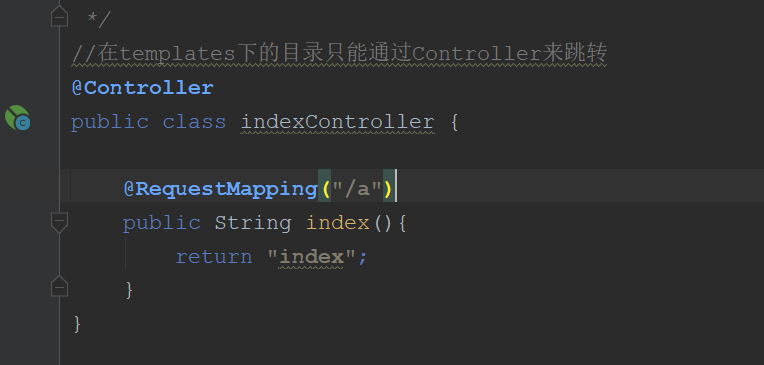 */
//在templates下的目录只能通过Controller来跳转
@Controller
public class indexController {
@RequestMapping("/a")
public String index(){
return "index";
}
}